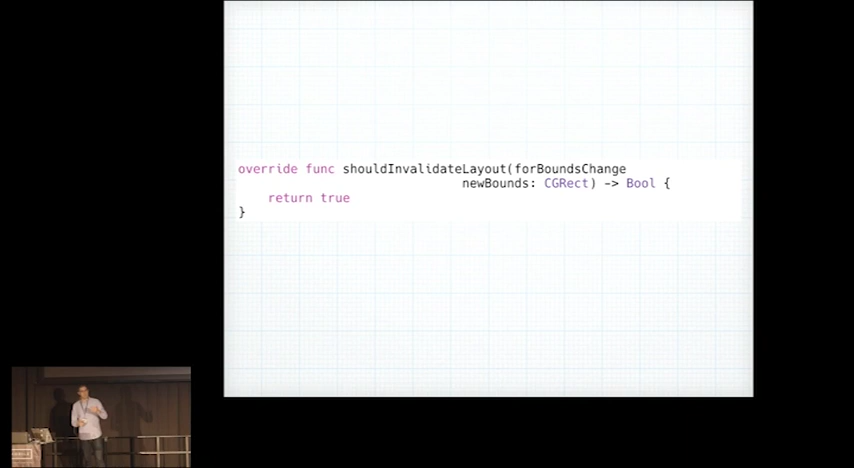 override func shouldInvalidateLayout(forBoundsChange
newBounds: CGRect) -> Bool {
return true
}